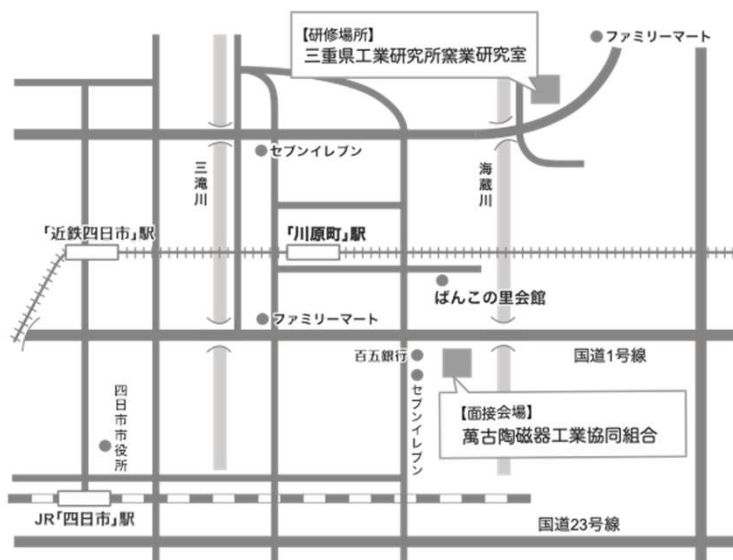 【研修場所】
三重県工業研究所窯業研究室
ファミリーマート
セブンイレブン
三滝川
海蔵川
「近鉄四日市」駅
「川原町」駅
ばんこの里会館
ファミリーマート
百五銀行
国道1号線
四日市市役所
セブンイレブン
【面接会場】
萬古陶磁器工業協同組合
JR「四日市」駅
国道23号線